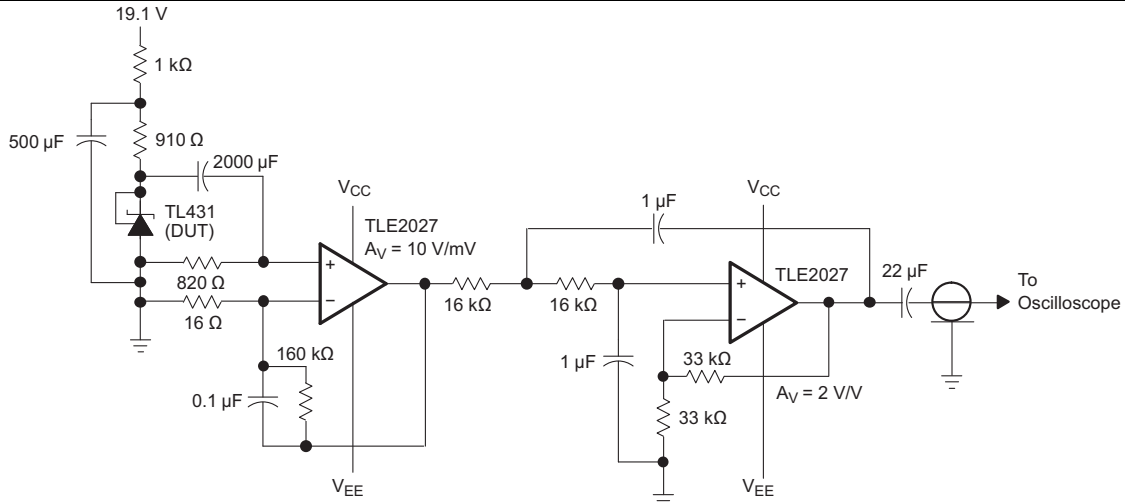 19.1 V
1 kΩ
500 µF
910 Ω
2000 µF
TL431
(DUT)
820 Ω
16 Ω
160 kΩ
0.1 µF
VCC
TLE2027
AV = 10 V/mV
+
−
VEE
16 kΩ
16 kΩ
1 µF
1 µF
VCC
TLE2027
+
−
33 kΩ
AV = 2 V/V
33 kΩ
VEE
22 µF
To
Oscilloscope